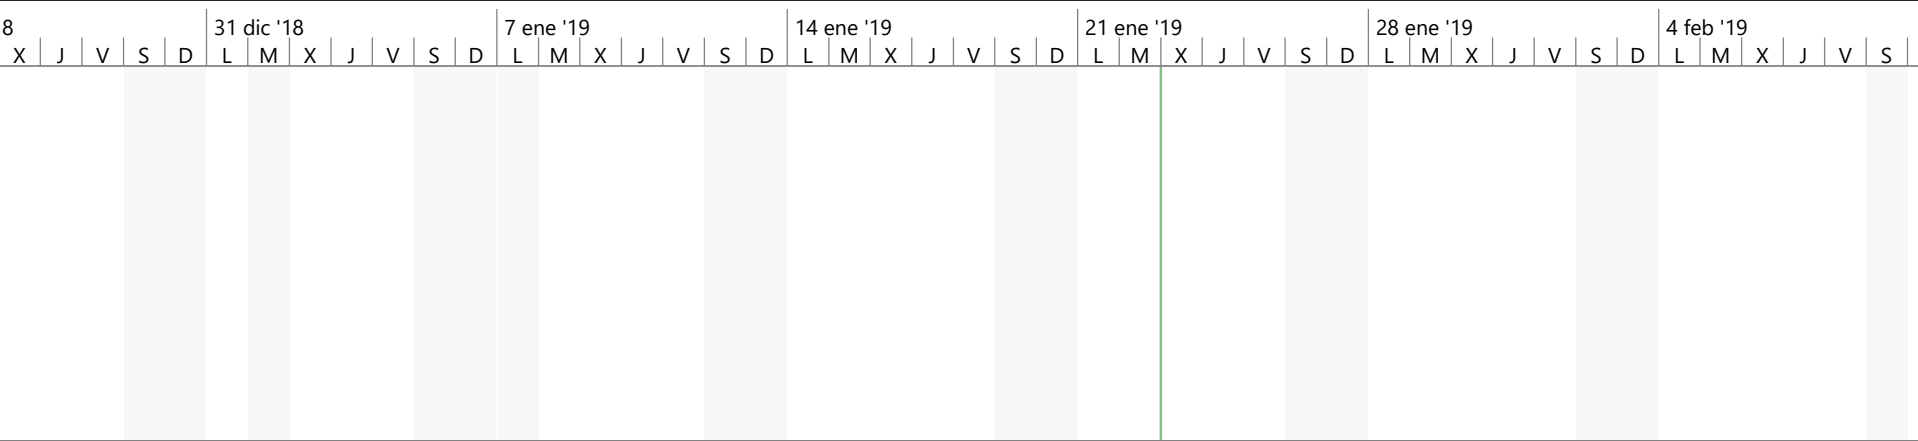 8 31 dic '18 7 ene '19 14 ene '19 21 ene '19 28 ene '19 4 feb '19
X J V S D L M X J V S D L M X J V S D L M X J V S D L M X J V S D L M X J V S D L M X J V S